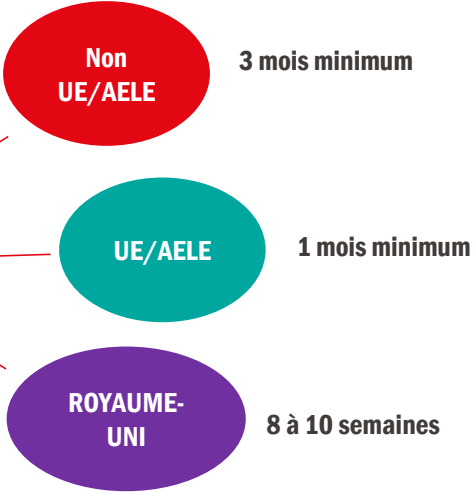 Non
UE/AELE
3 mois minimum
UE/AELE
1 mois minimum
ROYAUME-
UNI
8 à 10 semaines